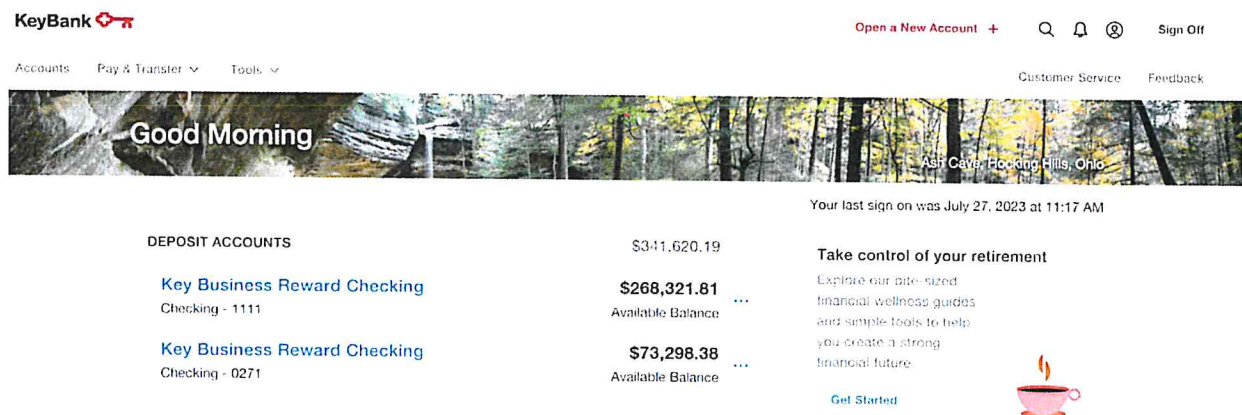 KeyBank
Open a New Account +
Sign Off
Accounts
Pay & Transfer
Tools
Customer Service
Feedback
Good Morning
Ash Cave, Hocking Hills, Ohio
Your last sign on was July 27, 2023 at 11:17 AM
DEPOSIT ACCOUNTS
$341,620.19
Key Business Reward Checking
$268,321.81
...
Checking - 1111
Available Balance
Key Business Reward Checking
$73,298.38
...
Checking - 0271
Available Balance
Take control of your retirement
Explore our bite-sized
financial wellness guides
and simple tools to help
you create a strong
financial future
Get Started